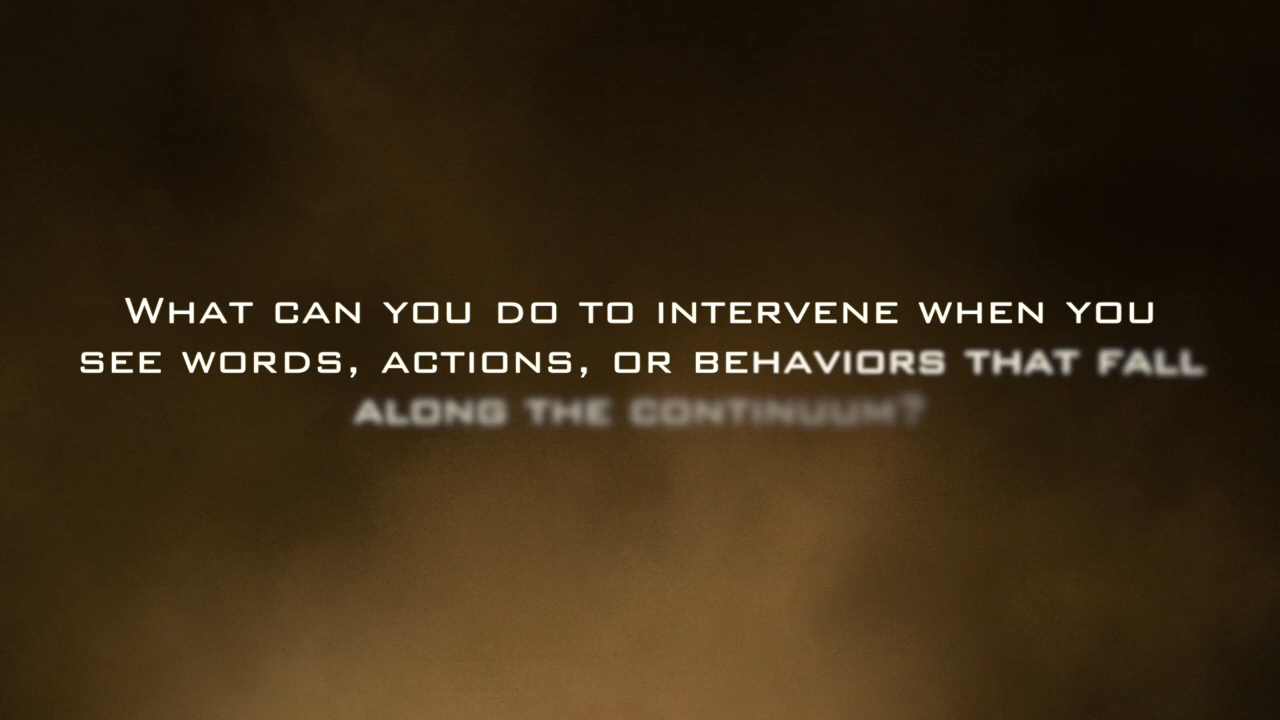 What can you do to intervene when you
see words, actions, or behaviors that fall
along the continuum?